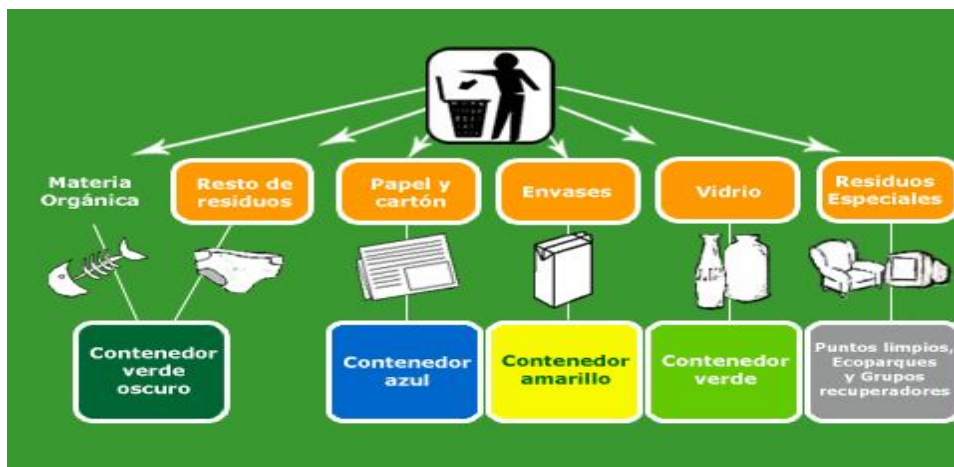 Materia
Orgánica
Resto de
residuos
Papel y
cartón
Envases
Vidrio
Residuos
Especiales
Contenedor
verde
oscuro
Contenedor
azul
Contenedor
amarillo
Contenedor
verde
Puntos limpios,
Ecoparques
y Grupos
recuperadores